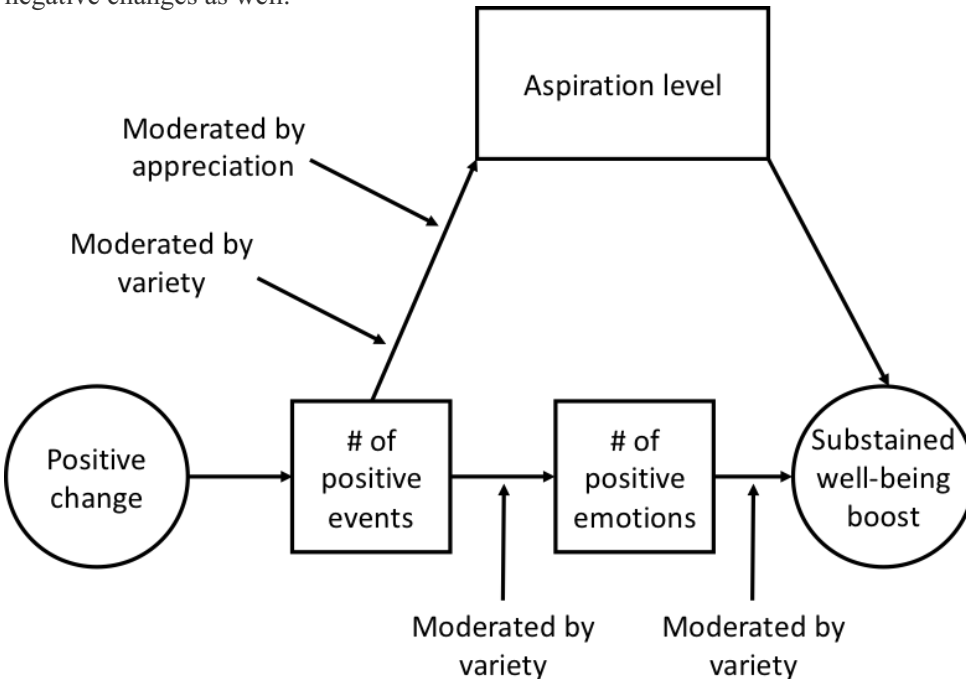 negative changes as well.
Aspiration level
Moderated by
appreciation
Moderated by
variety
Positive
change
# of
positive
events
# of
positive
emotions
Substained
well-being
boost
Moderated by
variety
Moderated by
variety